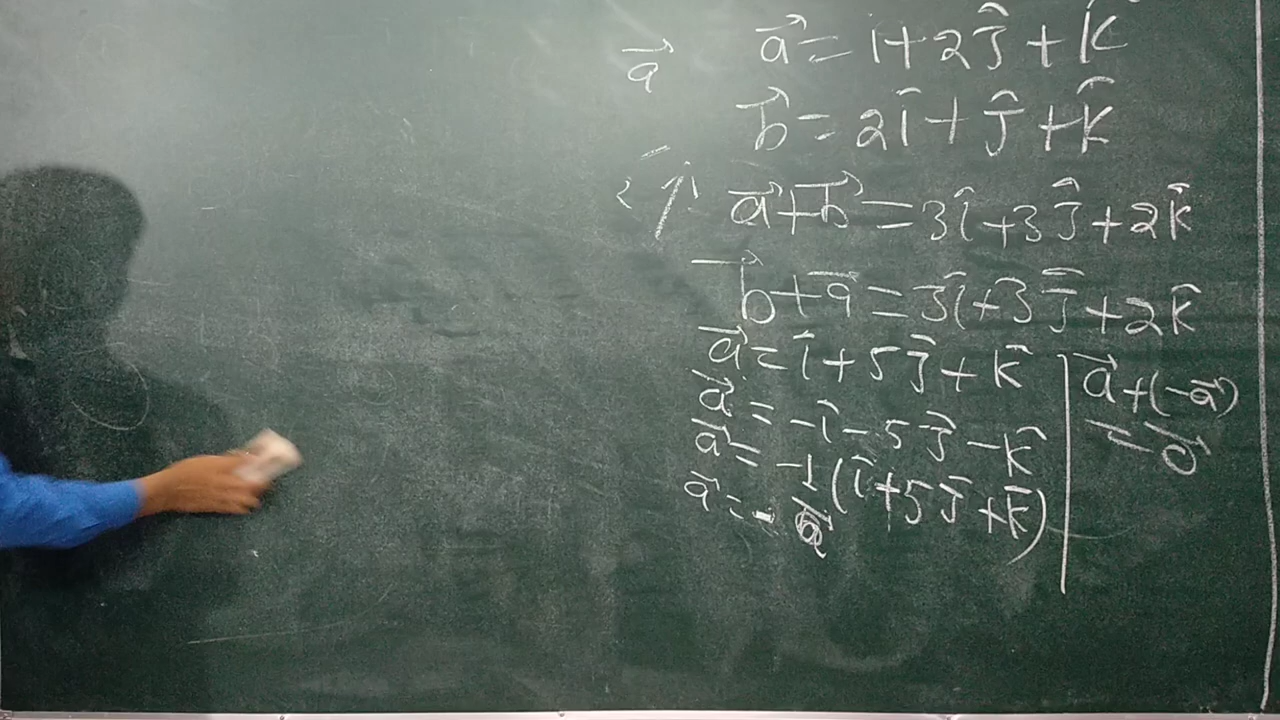 a⃗
a⃗ = i + 2ĵ + k̂
b⃗ = 2î + ĵ + k̂
a⃗ + b⃗ = 3î + 3ĵ + 2k̂
b⃗ + a⃗ = 3î + 3ĵ + 2k̂
a⃗ = î + 5ĵ + k̂
a⃗ = -î - 5ĵ - k̂
a⃗ = -1(î + 5ĵ + k̂)
a⃗ = - a⃗
a⃗ + (-a⃗)
= 0⃗